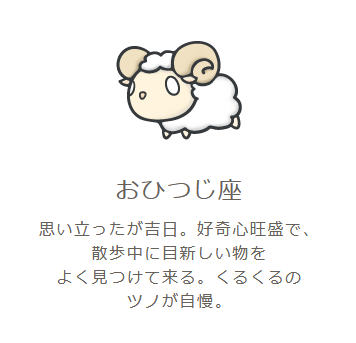 おひつじ座
思い立ったが吉日。好奇心旺盛で、
散歩中に目新しい物を
よく見つけて来る。くるくるの
ツノが自慢。